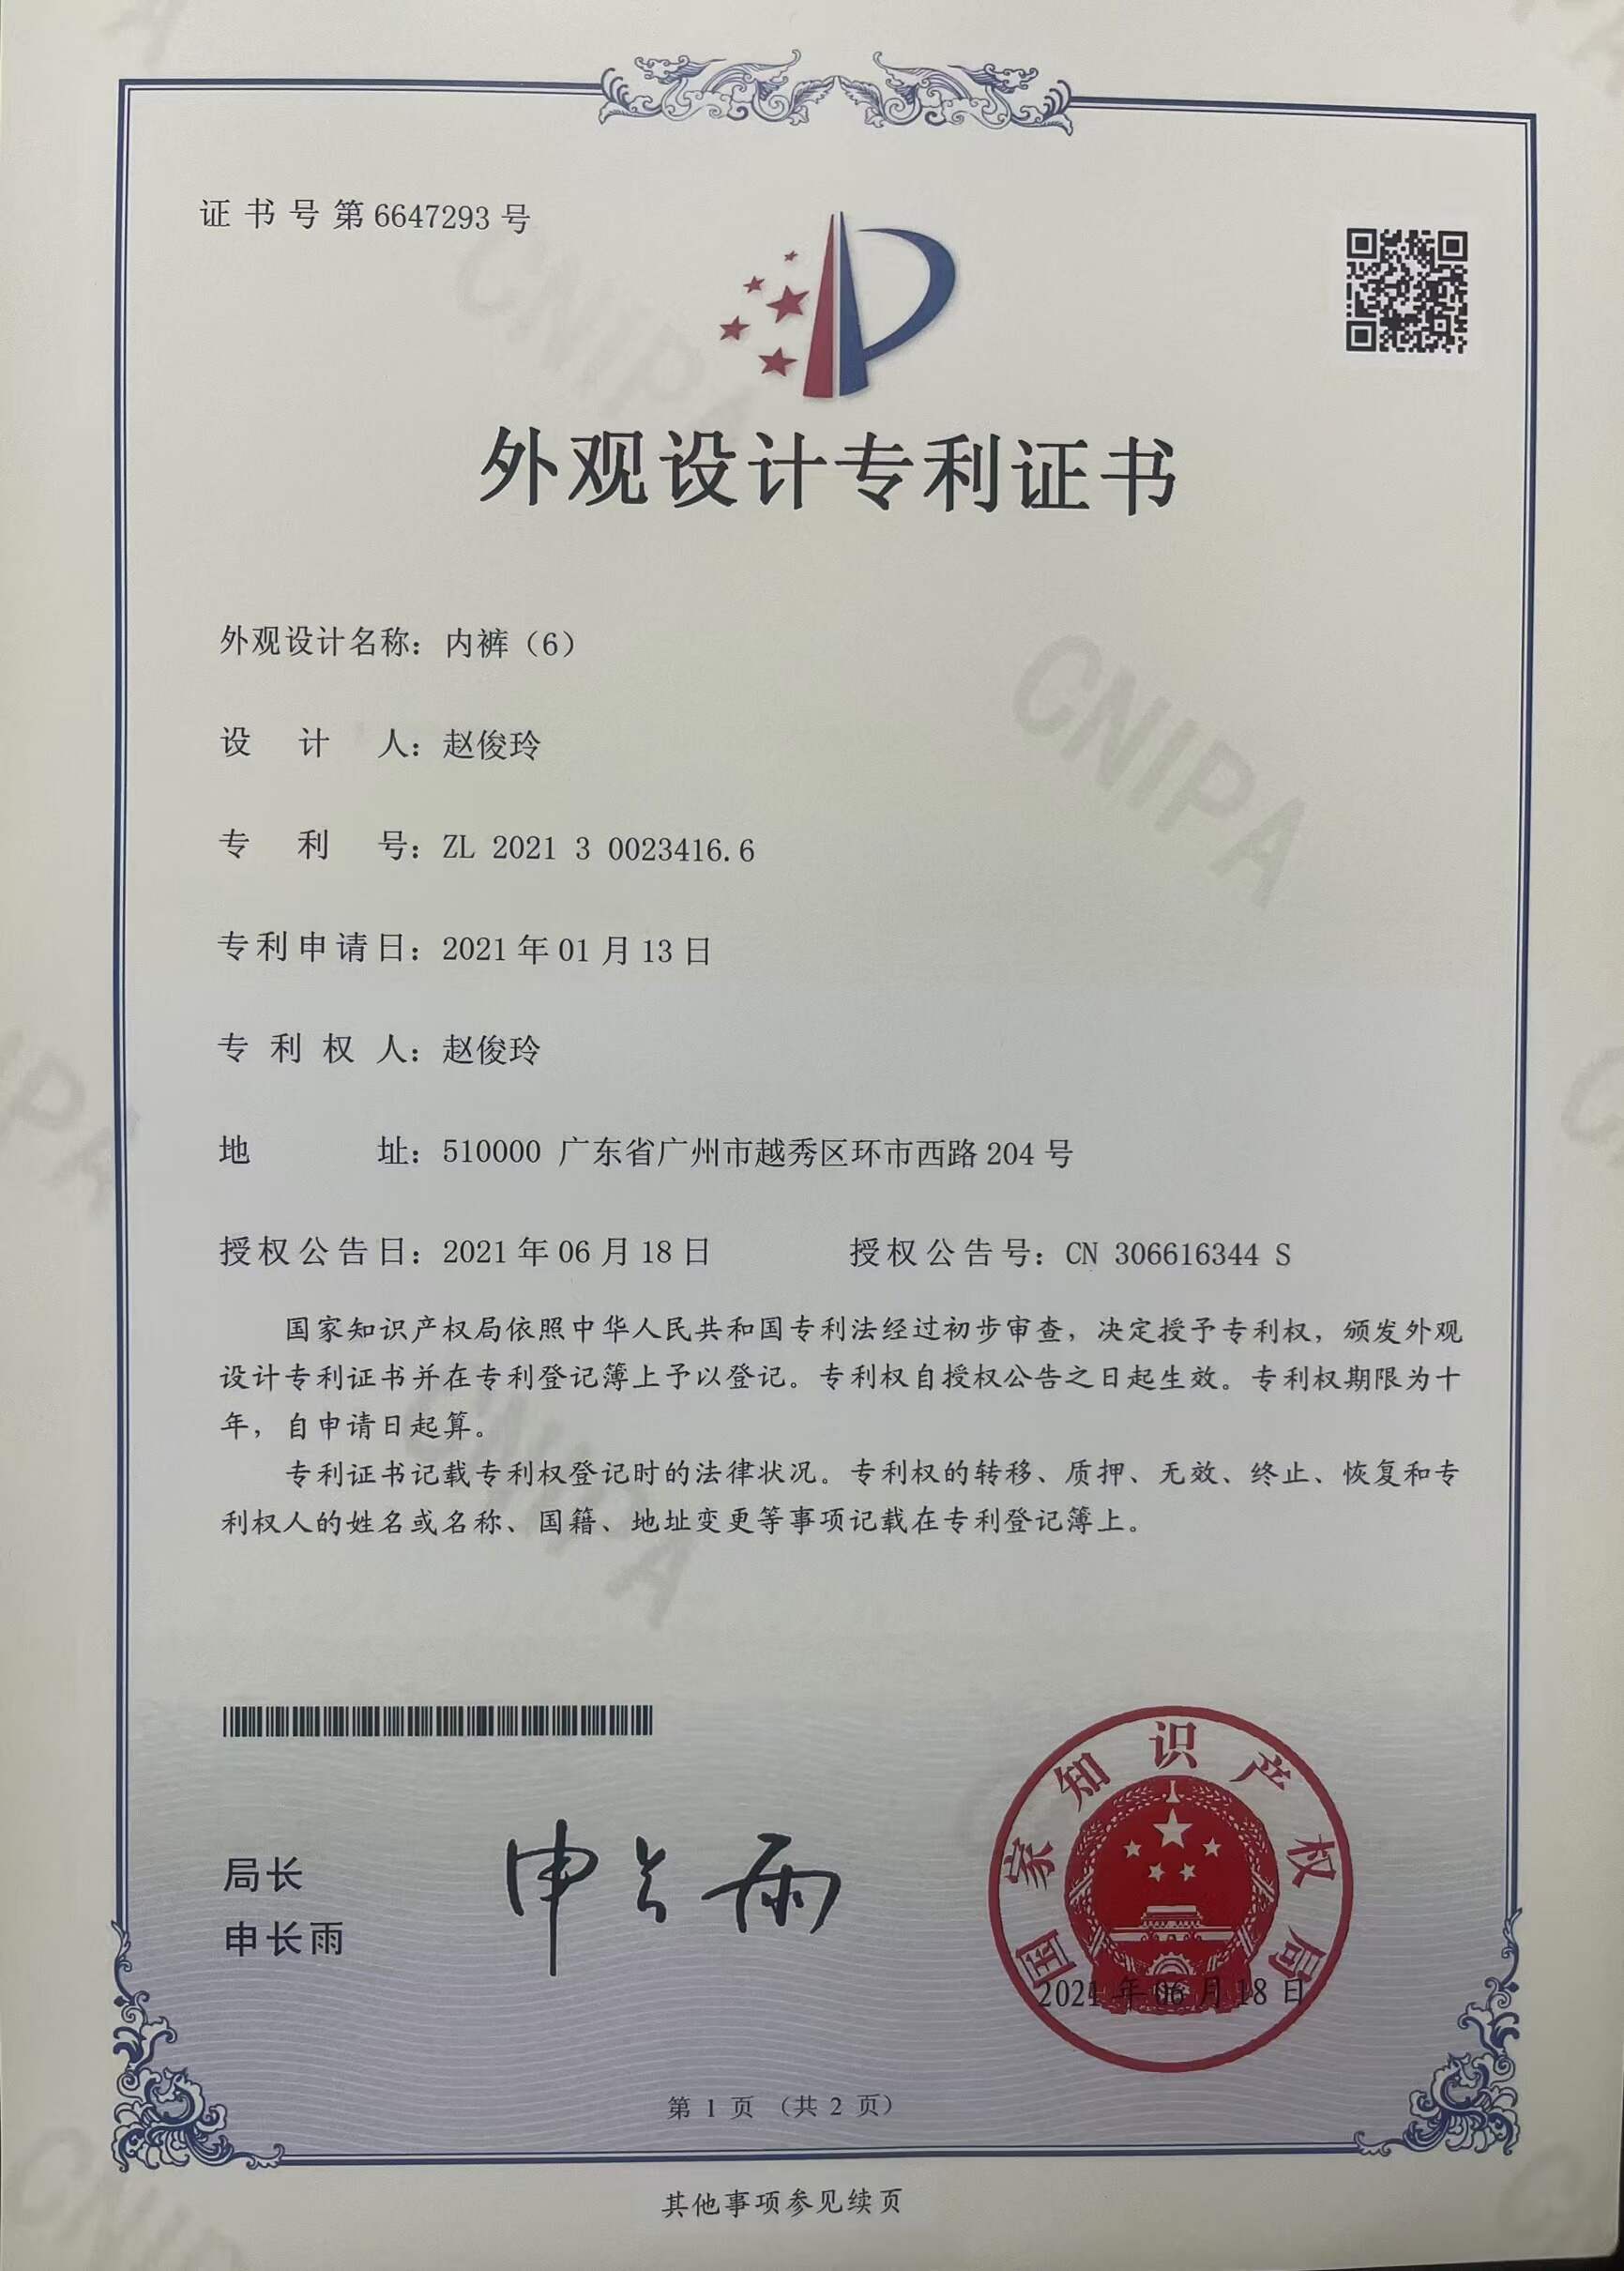 证书号第6647293号
外观设计专利证书
外观设计名称：内裤（6）
设计人：赵俊玲
专利号：ZL 2021 3 0023416.6
专利申请日：2021年01月13日
专利权人：赵俊玲
地址：510000 广东省广州市越秀区环市西路204号
授权公告日：2021年06月18日 授权公告号：CN 306616344 S
国家知识产权局依照中华人民共和国专利法经过初步审查，决定授予专利权，颁发外观
设计专利证书并在专利登记簿上予以登记。专利权自授权公告之日起生效。专利权期限为十
年，自申请日起算。
专利证书记载专利权登记时的法律状况。专利权的转移、质押、无效、终止、恢复和专
利权人的姓名或名称、国籍、地址变更等事项记载在专利登记簿上。
局长
申长雨
申长雨
国家知识产权局
2021年06月18日
第 1 页 （共 2 页）
其他事项参见续页
CNIPA
CNIPA
CNIPA